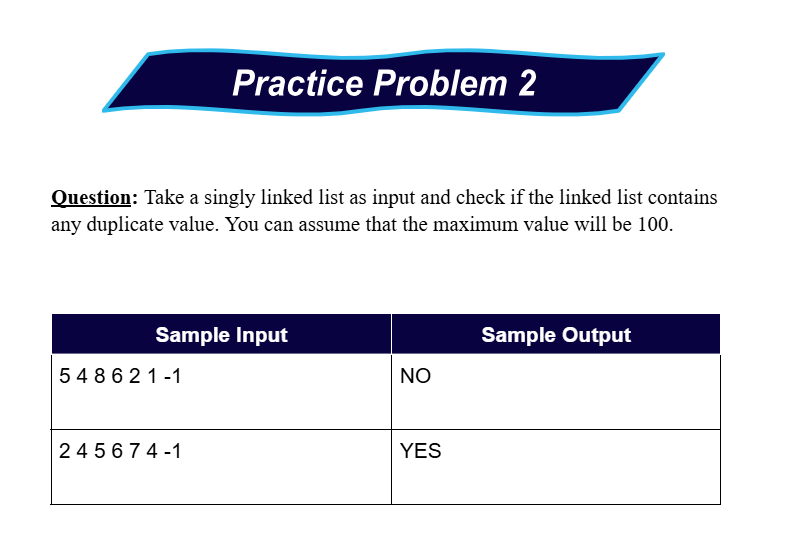 Practice Problem 2
Question: Take a singly linked list as input and check if the linked list contains
any duplicate value. You can assume that the maximum value will be 100.
Sample Input Sample Output
5 4 8 6 2 1 -1 NO
2 4 5 6 7 4 -1 YES